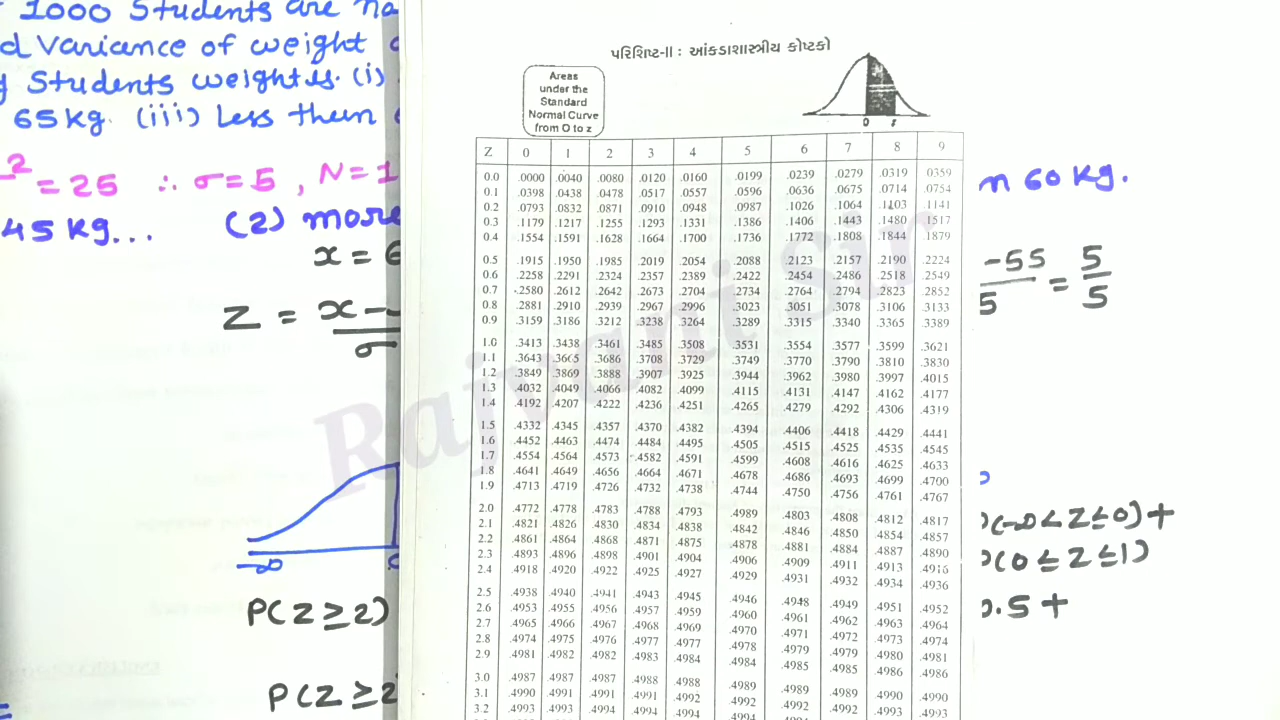 1000 Students are
d Variance of weight
Students weight is. (i)
65 kg. (iii) Less then
2 = 25 ∴ σ = 5 , N = 1
45 kg... (2) more
x = 6
Z = x -
σ
P(Z ≥ 2)
P(Z ≥ 2
પરિશિષ્ટ-II : આંકડાશાસ્ત્રીય કોષ્ટકો
Areas
under the
Standard
Normal Curve
from O to z
0 z
Z 0 1 2 3 4 5 6 7 8 9
0.0 .0000 .0040 .0080 .0120 .0160 .0199 .0239 .0279 .0319 .0359
0.1 .0398 .0438 .0478 .0517 .0557 .0596 .0636 .0675 .0714 .0754
0.2 .0793 .0832 .0871 .0910 .0948 .0987 .1026 .1064 .1103 .1141
0.3 .1179 .1217 .1255 .1293 .1331 .1386 .1406 .1443 .1480 .1517
0.4 .1554 .1591 .1628 .1664 .1700 .1736 .1772 .1808 .1844 .1879
0.5 .1915 .1950 .1985 .2019 .2054 .2088 .2123 .2157 .2190 .2224
0.6 .2258 .2291 .2324 .2357 .2389 .2422 .2454 .2486 .2518 .2549
0.7 .2580 .2612 .2642 .2673 .2704 .2734 .2764 .2794 .2823 .2852
0.8 .2881 .2910 .2939 .2967 .2996 .3023 .3051 .3078 .3106 .3133
0.9 .3159 .3186 .3212 .3238 .3264 .3289 .3315 .3340 .3365 .3389
1.0 .3413 .3438 .3461 .3485 .3508 .3531 .3554 .3577 .3599 .3621
1.1 .3643 .3665 .3686 .3708 .3729 .3749 .3770 .3790 .3810 .3830
1.2 .3849 .3869 .3888 .3907 .3925 .3944 .3962 .3980 .3997 .4015
1.3 .4032 .4049 .4066 .4082 .4099 .4115 .4131 .4147 .4162 .4177
1.4 .4192 .4207 .4222 .4236 .4251 .4265 .4279 .4292 .4306 .4319
1.5 .4332 .4345 .4357 .4370 .4382 .4394 .4406 .4418 .4429 .4441
1.6 .4452 .4463 .4474 .4484 .4495 .4505 .4515 .4525 .4535 .4545
1.7 .4554 .4564 .4573 .4582 .4591 .4599 .4608 .4616 .4625 .4633
1.8 .4641 .4649 .4656 .4664 .4671 .4678 .4686 .4693 .4699 .4700
1.9 .4713 .4719 .4726 .4732 .4738 .4744 .4750 .4756 .4761 .4767
2.0 .4772 .4778 .4783 .4788 .4793 .4989 .4803 .4808 .4812 .4817
2.1 .4821 .4826 .4830 .4834 .4838 .4842 .4846 .4850 .4854 .4857
2.2 .4861 .4864 .4868 .4871 .4875 .4878 .4881 .4884 .4887 .4890
2.3 .4893 .4896 .4898 .4901 .4904 .4906 .4909 .4911 .4913 .4916
2.4 .4918 .4920 .4922 .4925 .4927 .4929 .4931 .4932 .4934 .4936
2.5 .4938 .4940 .4941 .4943 .4945 .4946 .4948 .4949 .4951 .4952
2.6 .4953 .4955 .4956 .4957 .4959 .4960 .4961 .4962 .4963 .4964
2.7 .4965 .4966 .4967 .4968 .4969 .4970 .4971 .4972 .4973 .4974
2.8 .4974 .4975 .4976 .4977 .4977 .4978 .4979 .4979 .4980 .4981
2.9 .4981 .4982 .4982 .4983 .4984 .4984 .4985 .4985 .4986 .4986
3.0 .4987 .4987 .4987 .4988 .4988 .4989 .4989 .4989 .4990 .4990
3.1 .4990 .4991 .4991 .4991 .4992 .4992 .4992 .4992 .4993 .4993
3.2 .4993 .4993 .4994 .4994 .4994 .4994
Rajvani Sir
60 kg.
-55
5
= 5
5
(-∞ < Z ≤ 0) +
(0 ≤ Z ≤ 1)
0.5 +